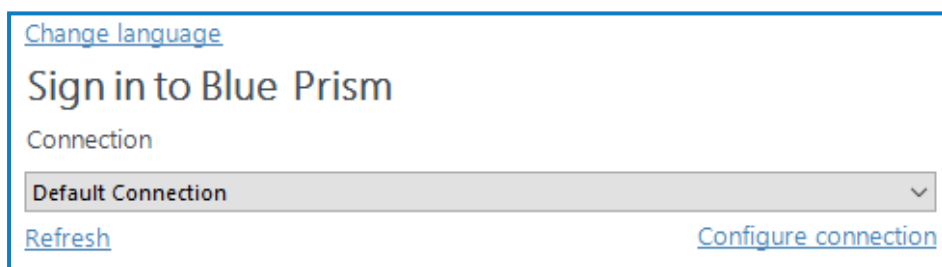 Change language
Sign in to Blue Prism
Connection
Default Connection
Refresh Configure connection